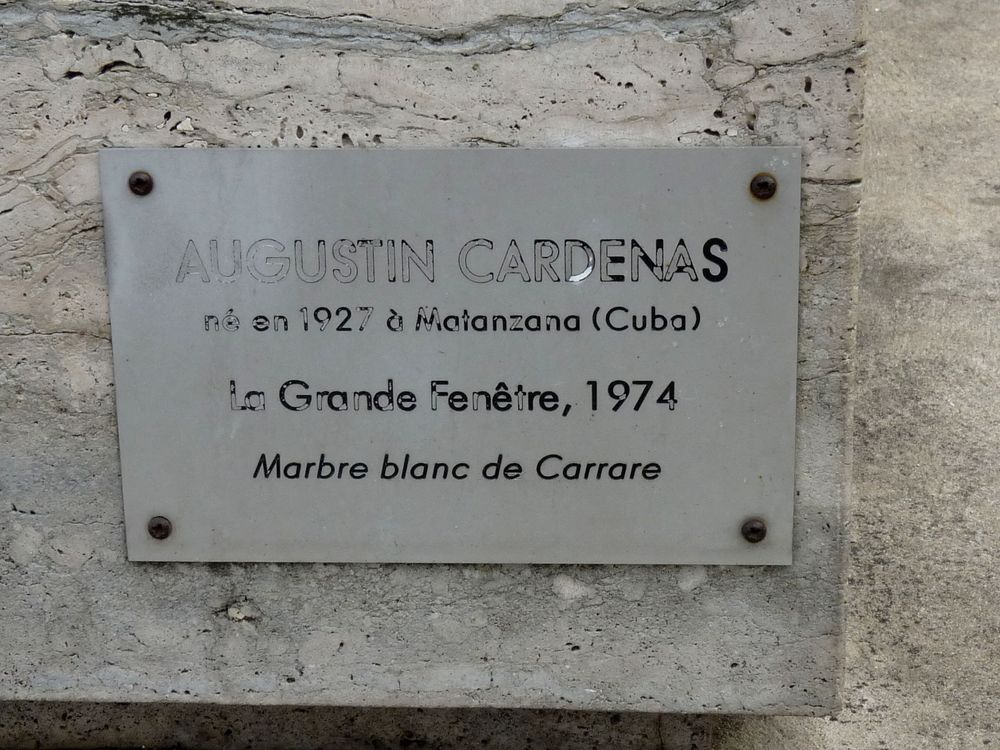 AUGUSTIN CARDENAS
né en 1927 à Matanzana (Cuba)
La Grande Fenêtre, 1974
Marbre blanc de Carrare